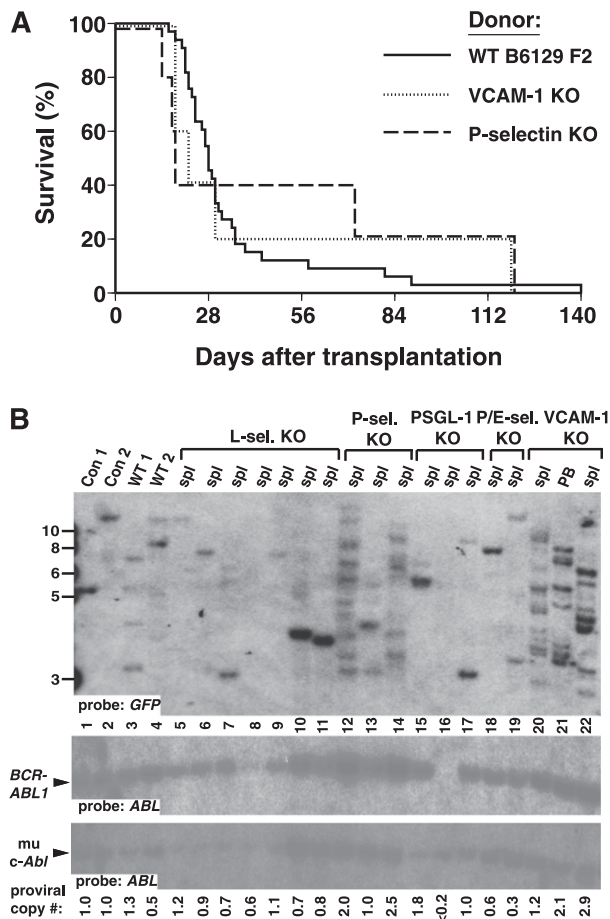 A
Donor:
WT B6129 F2
VCAM-1 KO
P-selectin KO
Survival (%)
100
80
60
40
20
0
0 28 56 84 112 140
Days after transplantation
B
P-sel. PSGL-1 P/E-sel. VCAM-1
L-sel. KO KO KO KO KO
Con 1 Con 2 WT 1 WT 2 spl spl spl spl spl spl spl spl spl spl spl spl spl spl spl spl PB spl
10
8
6
5
3
probe: GFP
1 2 3 4 5 6 7 8 9 10 11 12 13 14 15 16 17 18 19 20 21 22
BCR-
ABL1
probe: ABL
mu
c-Abl
probe: ABL
proviral
copy #:
1.0 1.0 1.3 0.5 1.2 0.9 0.7 0.6 1.1 0.7 0.8 2.0 1.0 2.5 1.8 <0.2 1.0 0.6 0.3 1.2 2.1 2.9